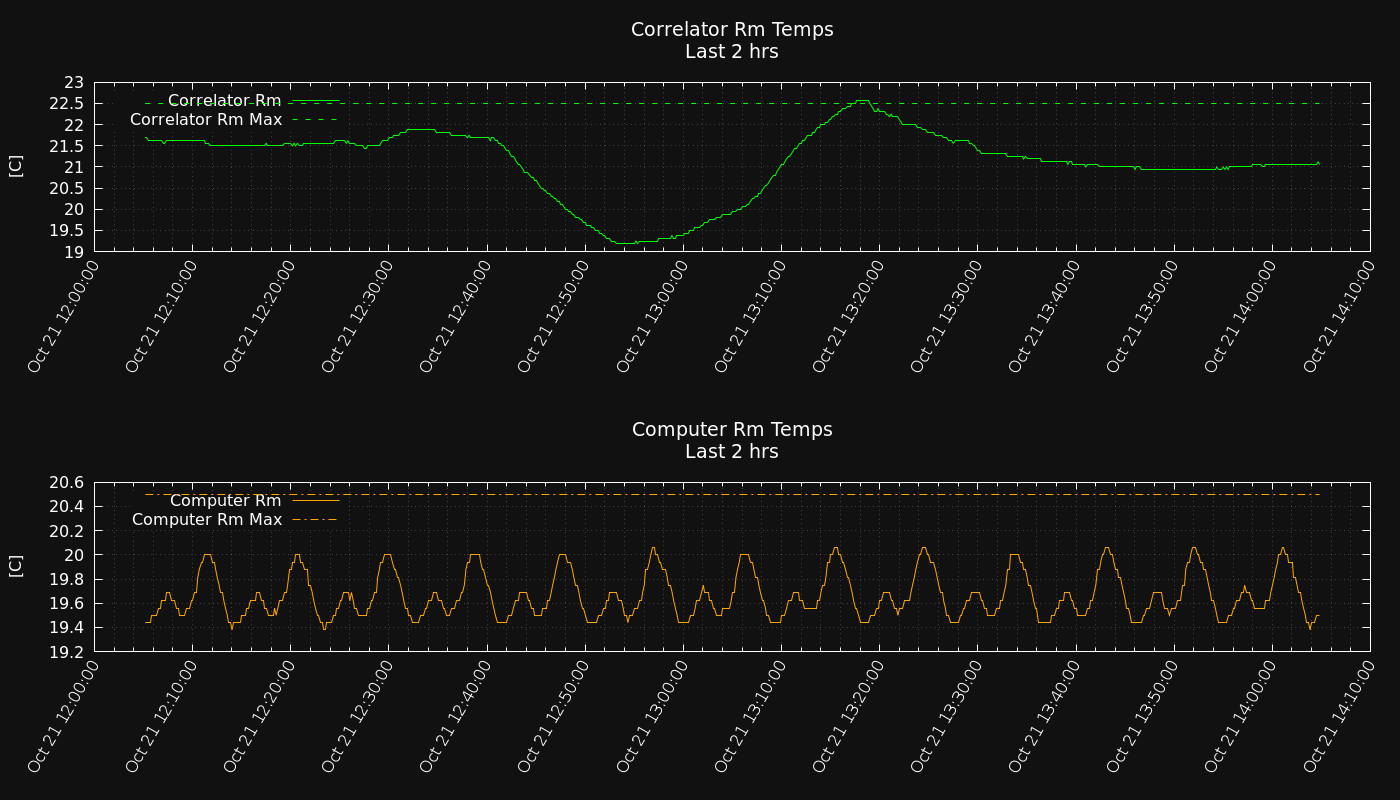 Correlator Rm Temps
Last 2 hrs
23
22.5
22
21.5
21
20.5
20
19.5
19
[C]
Correlator Rm
Correlator Rm Max
Oct 21 12:00:00
Oct 21 12:10:00
Oct 21 12:20:00
Oct 21 12:30:00
Oct 21 12:40:00
Oct 21 12:50:00
Oct 21 13:00:00
Oct 21 13:10:00
Oct 21 13:20:00
Oct 21 13:30:00
Oct 21 13:40:00
Oct 21 13:50:00
Oct 21 14:00:00
Oct 21 14:10:00
Computer Rm Temps
Last 2 hrs
20.6
20.4
20.2
20
19.8
19.6
19.4
19.2
[C]
Computer Rm
Computer Rm Max
Oct 21 12:00:00
Oct 21 12:10:00
Oct 21 12:20:00
Oct 21 12:30:00
Oct 21 12:40:00
Oct 21 12:50:00
Oct 21 13:00:00
Oct 21 13:10:00
Oct 21 13:20:00
Oct 21 13:30:00
Oct 21 13:40:00
Oct 21 13:50:00
Oct 21 14:00:00
Oct 21 14:10:00